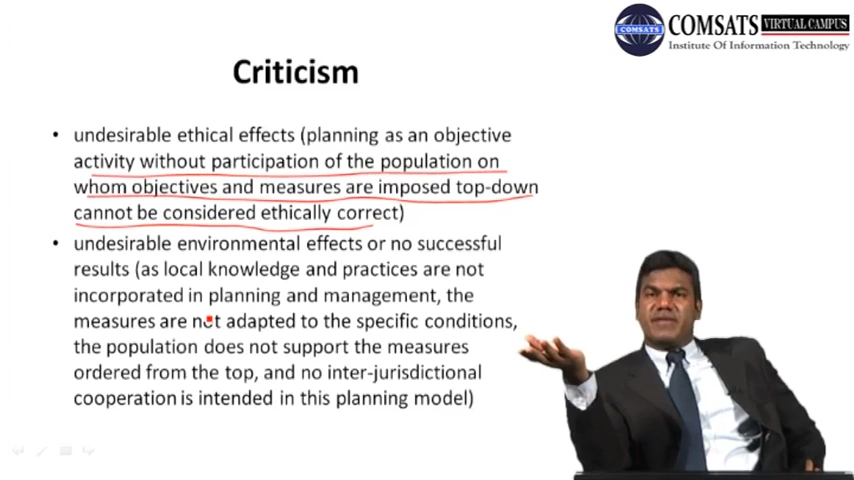 COMSATS VIRTUAL CAMPUS
COMSATS
Institute Of Information Technology
Criticism
• undesirable ethical effects (planning as an objective
activity without participation of the population on
whom objectives and measures are imposed top-down
cannot be considered ethically correct)
• undesirable environmental effects or no successful
results (as local knowledge and practices are not
incorporated in planning and management, the
measures are not adapted to the specific conditions,
the population does not support the measures
ordered from the top, and no inter-jurisdictional
cooperation is intended in this planning model)